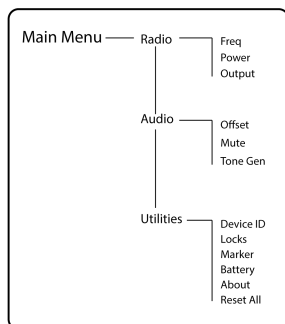 Main Menu
Radio
Freq
Power
Output
Audio
Offset
Mute
Tone Gen
Utilities
Device ID
Locks
Marker
Battery
About
Reset All